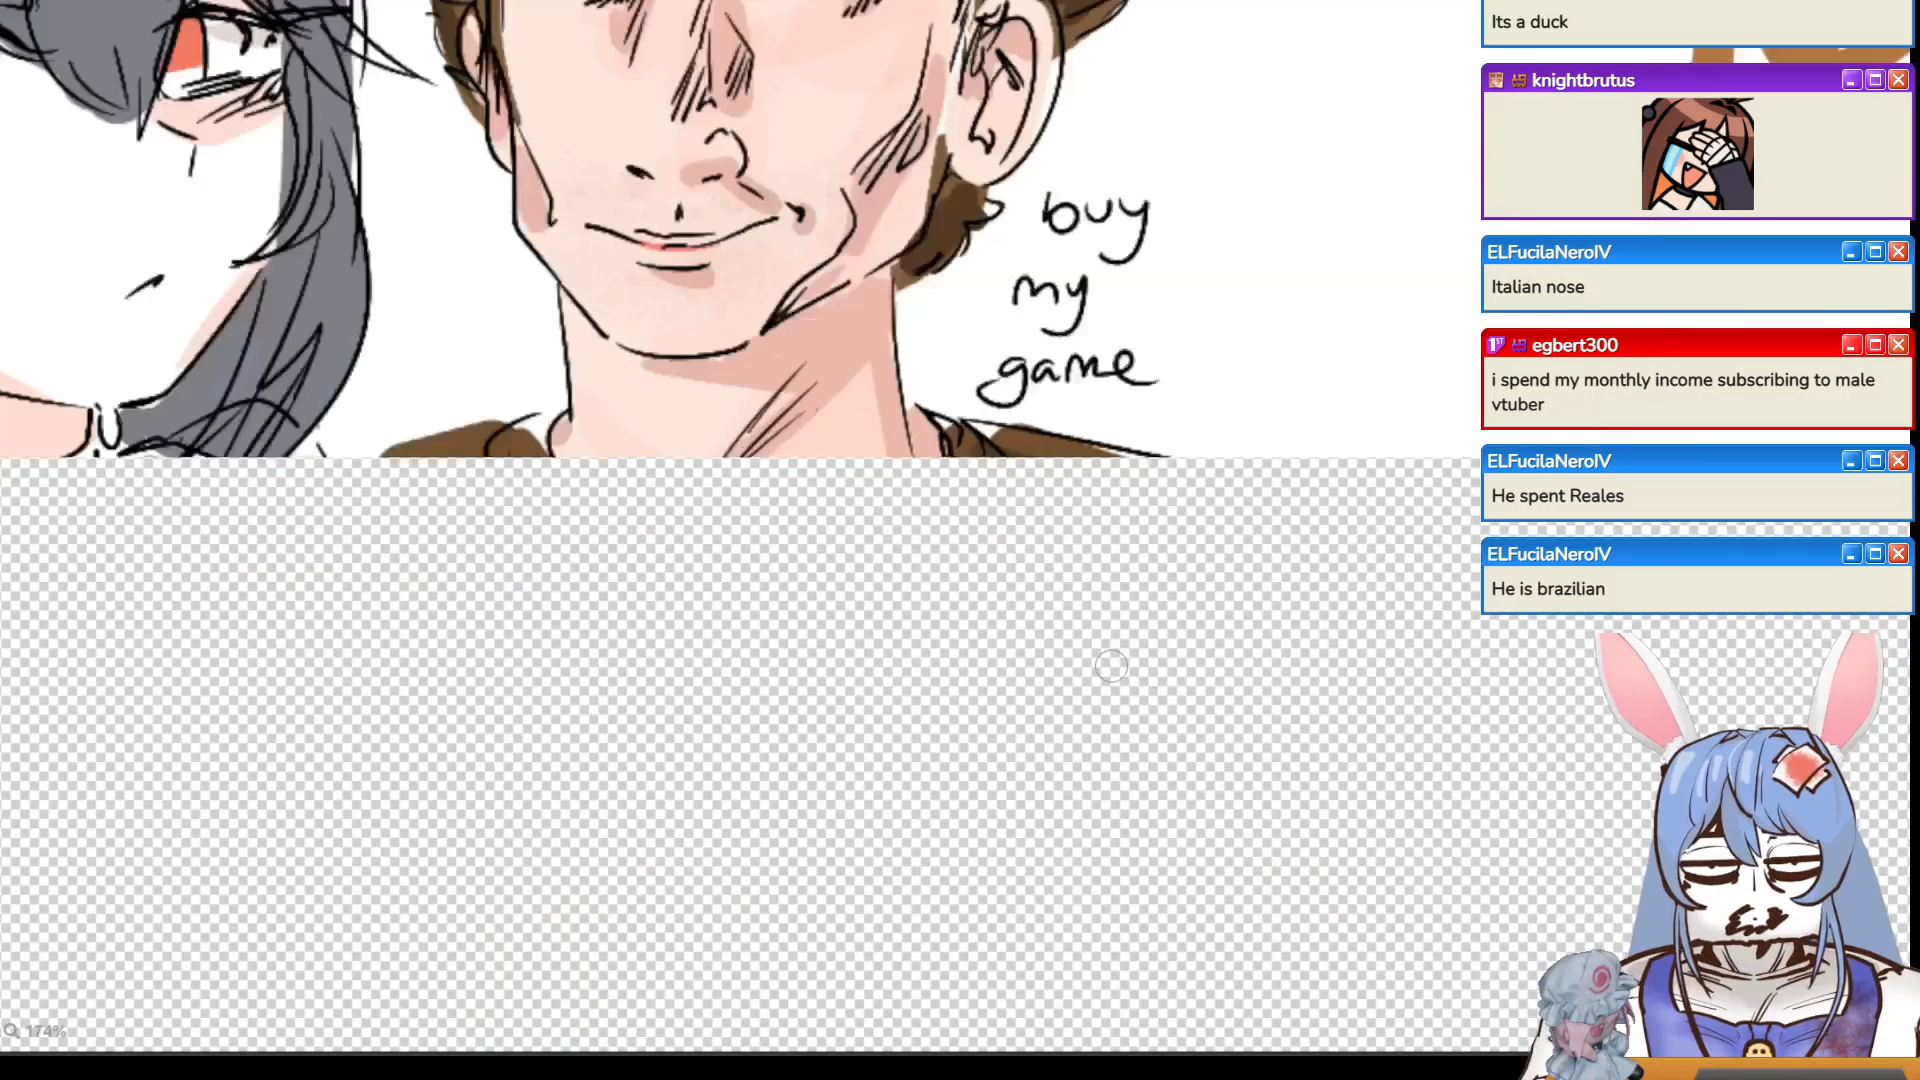 buy
my
game
Its a duck
knightbrutus
ELFucilaNeroIV
Italian nose
1ST egbert300
i spend my monthly income subscribing to male
vtuber
ELFucilaNeroIV
He spent Reales
ELFucilaNeroIV
He is brazilian
174%